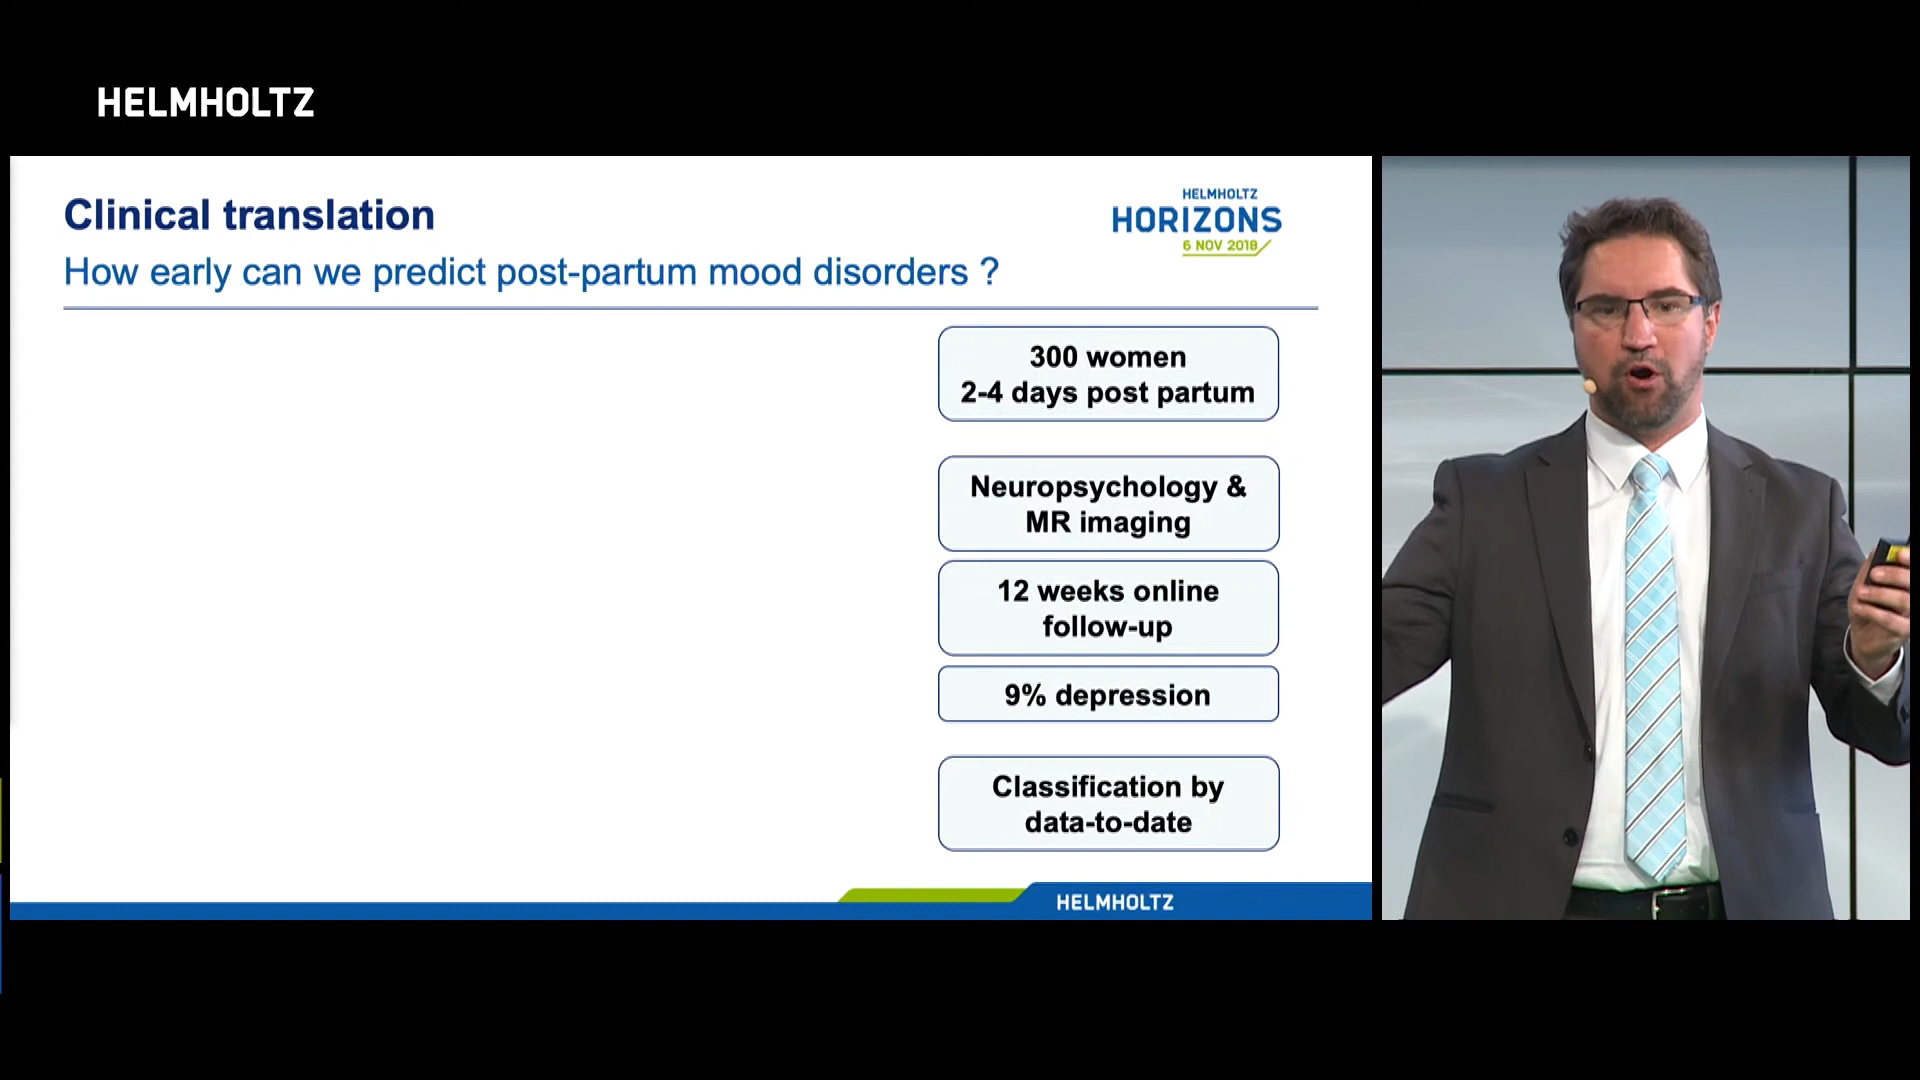 HELMHOLTZ
Clinical translation
How early can we predict post-partum mood disorders ?
HELMHOLTZ
HORIZONS
6 NOV 2018
300 women
2-4 days post partum
Neuropsychology &
MR imaging
12 weeks online
follow-up
9% depression
Classification by
data-to-date
HELMHOLTZ